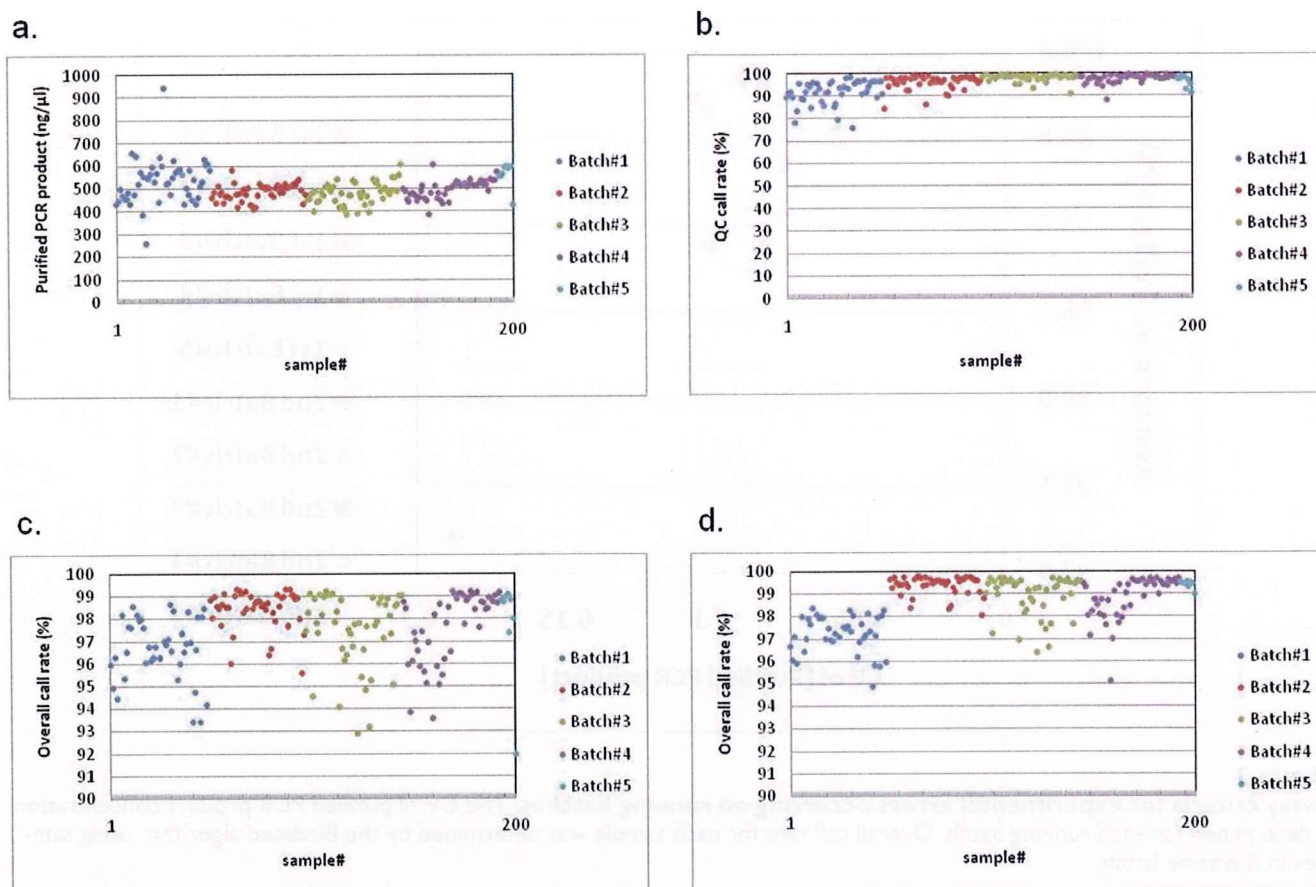 a.
Purified PCR product (ng/µl)
1000
900
800
700
600
500
400
300
200
100
0
1
200
sample#
Batch#1
Batch#2
Batch#3
Batch#4
Batch#5
b.
QC call rate (%)
100
90
80
70
60
50
40
30
20
10
0
1
200
sample#
Batch#1
Batch#2
Batch#3
Batch#4
Batch#5
c.
Overall call rate (%)
100
99
98
97
96
95
94
93
92
91
90
1
200
sample#
Batch#1
Batch#2
Batch#3
Batch#4
Batch#5
d.
Overall call rate (%)
100
99
98
97
96
95
94
93
92
91
90
1
200
sample#
Batch#1
Batch#2
Batch#3
Batch#4
Batch#5